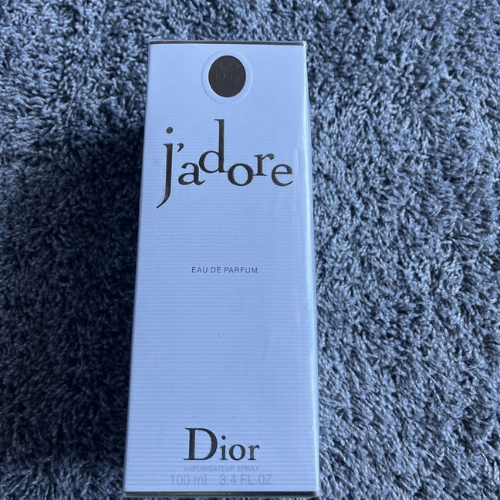 j'adore
EAU DE PARFUM
Dior
VAPORISATEUR SPRAY
100 ml 3.4 FL.OZ